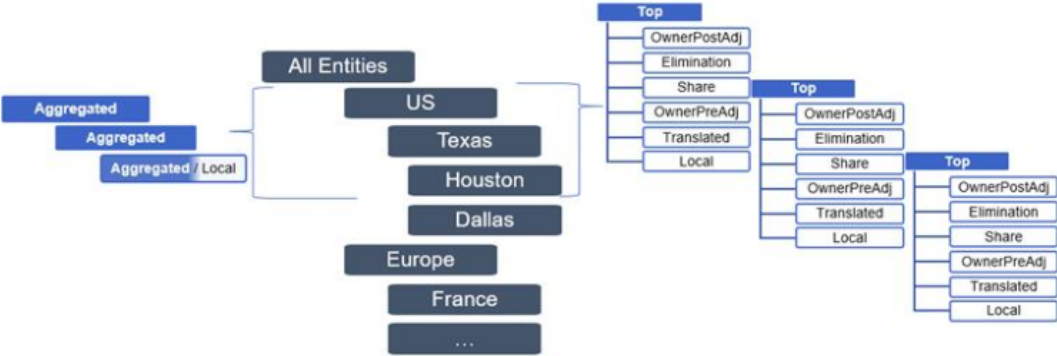 Aggregated
Aggregated
Aggregated / Local
All Entities
US
Texas
Houston
Dallas
Europe
France
...
Top
OwnerPostAdj
Elimination
Share
OwnerPreAdj
Translated
Local
Top
OwnerPostAdj
Elimination
Share
OwnerPreAdj
Translated
Local
Top
OwnerPostAdj
Elimination
Share
OwnerPreAdj
Translated
Local